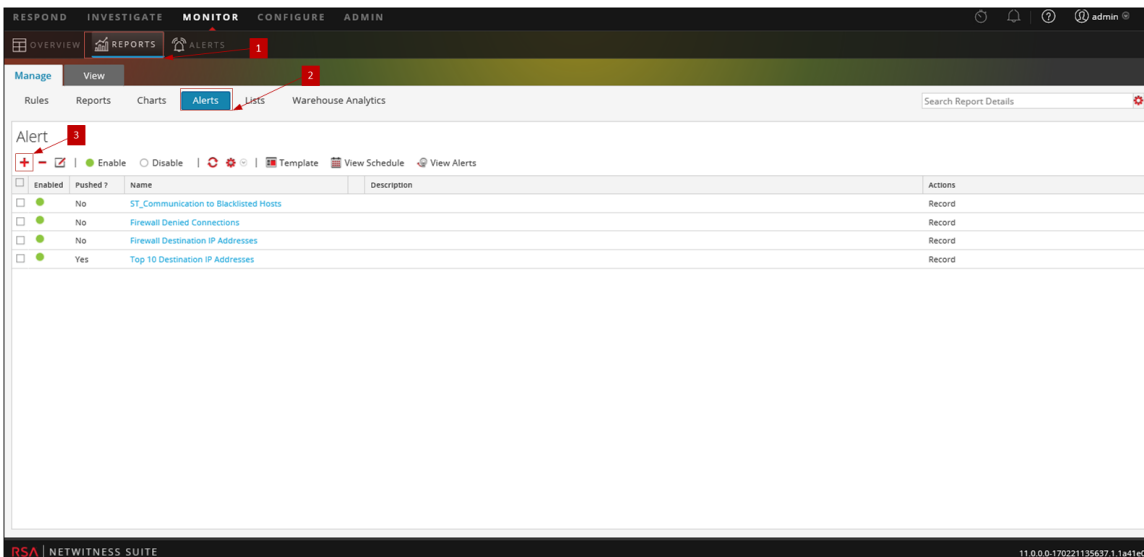 RESPOND INVESTIGATE MONITOR CONFIGURE ADMIN admin
OVERVIEW REPORTS ALERTS
1
Manage View
2
Rules Reports Charts Alerts Lists Warehouse Analytics Search Report Details
Alert
3
Enable Disable Template View Schedule View Alerts
Enabled Pushed ? Name Description Actions
No ST_Communication to Blacklisted Hosts Record
No Firewall Denied Connections Record
No Firewall Destination IP Addresses Record
Yes Top 10 Destination IP Addresses Record
RSA | NETWITNESS SUITE 11.0.0.0-170221135637.1.1a41e0